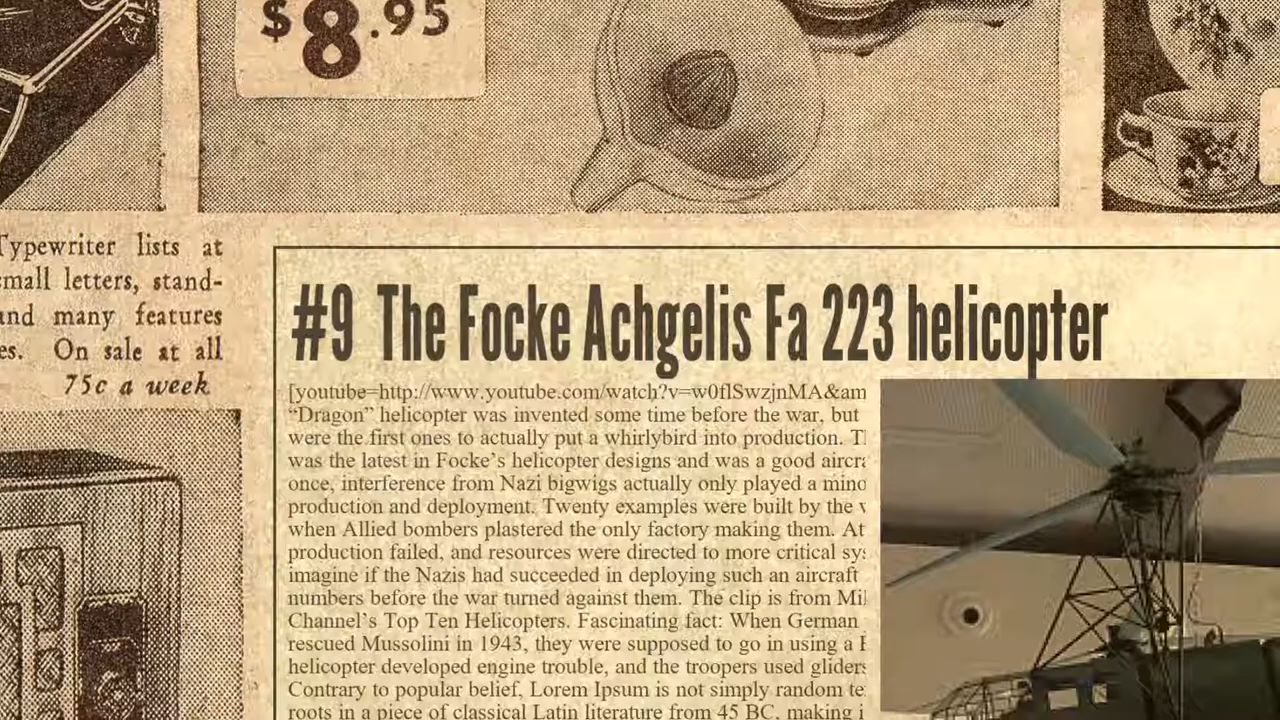 $8.95
Typewriter lists at
small letters, stand-
and many features
es. On sale at all
75c a week
#9 The Focke Achgelis Fa 223 helicopter
[youtube=http://www.youtube.com/watch?v=w0flSwzjnMA&am
“Dragon” helicopter was invented some time before the war, but
were the first ones to actually put a whirlybird into production.
was the latest in Focke’s helicopter designs and was a good
once, interference from Nazi bigwigs actually only played a
production and deployment. Twenty examples were built by the
when Allied bombers plastered the only factory making them. At
production failed, and resources were directed to more critical
imagine if the Nazis had succeeded in deploying such an aircraft
numbers before the war turned against them. The clip is from
Channel’s Top Ten Helicopters. Fascinating fact: When German
rescued Mussolini in 1943, they were supposed to go in using a
helicopter developed engine trouble, and the troopers used gliders
Contrary to popular belief, Lorem Ipsum is not simply random
roots in a piece of classical Latin literature from 45 BC, making